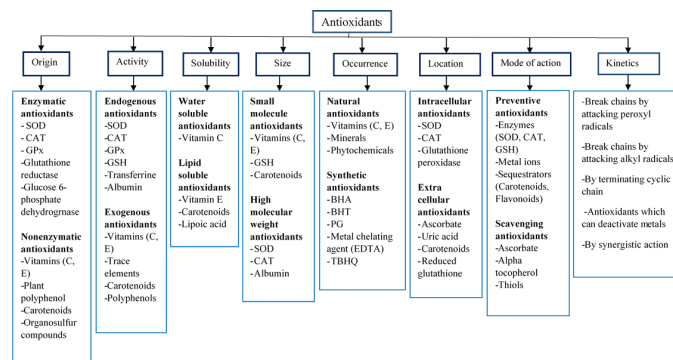 Antioxidants
Origin
Activity
Solubility
Size
Occurrence
Location
Mode of action
Kinetics
Enzymatic
antioxidants
-SOD
-CAT
-GPx
-Glutathione
reductase
-Glucose 6-
phosphate
dehydrogrnase
Nonenzymatic
antioxidants
-Vitamins (C,
E)
-Plant
polyphenol
-Carotenoids
-Organosulfur
compounds
Endogenous
antioxidants
-SOD
-CAT
-GPx
-GSH
-Transferrine
-Albumin
Exogenous
antioxidants
-Vitamins (C,
E)
-Trace
elements
-Carotenoids
-Polyphenols
Water
soluble
antioxidants
-Vitamin C
Lipid
soluble
antioxidants
-Vitamin E
-Carotenoids
-Lipoic acid
Small
molecule
antioxidants
-Vitamins (C,
E)
-GSH
-Carotenoids
High
molecular
weight
antioxidants
-SOD
-CAT
-Albumin
Natural
antioxidants
-Vitamins (C, E)
-Minerals
-Phytochemicals
Synthetic
antioxidants
-BHA
-BHT
-PG
-Metal chelating
agent (EDTA)
-TBHQ
Intracellular
antioxidants
-SOD
-CAT
-Glutathione
peroxidase
Extra
cellular
antioxidants
-Ascorbate
-Uric acid
-Carotenoids
-Reduced
glutathione
Preventive
antioxidants
-Enzymes
(SOD, CAT,
GSH)
-Metal ions
-Sequestrators
(Carotenoids,
Flavonoids)
Scavenging
antioxidants
-Ascorbate
-Alpha
tocopherol
-Thiols
-Break chains by
attacking peroxyl
radicals
-Break chains by
attacking alkyl radicals
-By terminating cyclic
chain
-Antioxidants which
can deactivate metals
-By synergistic action